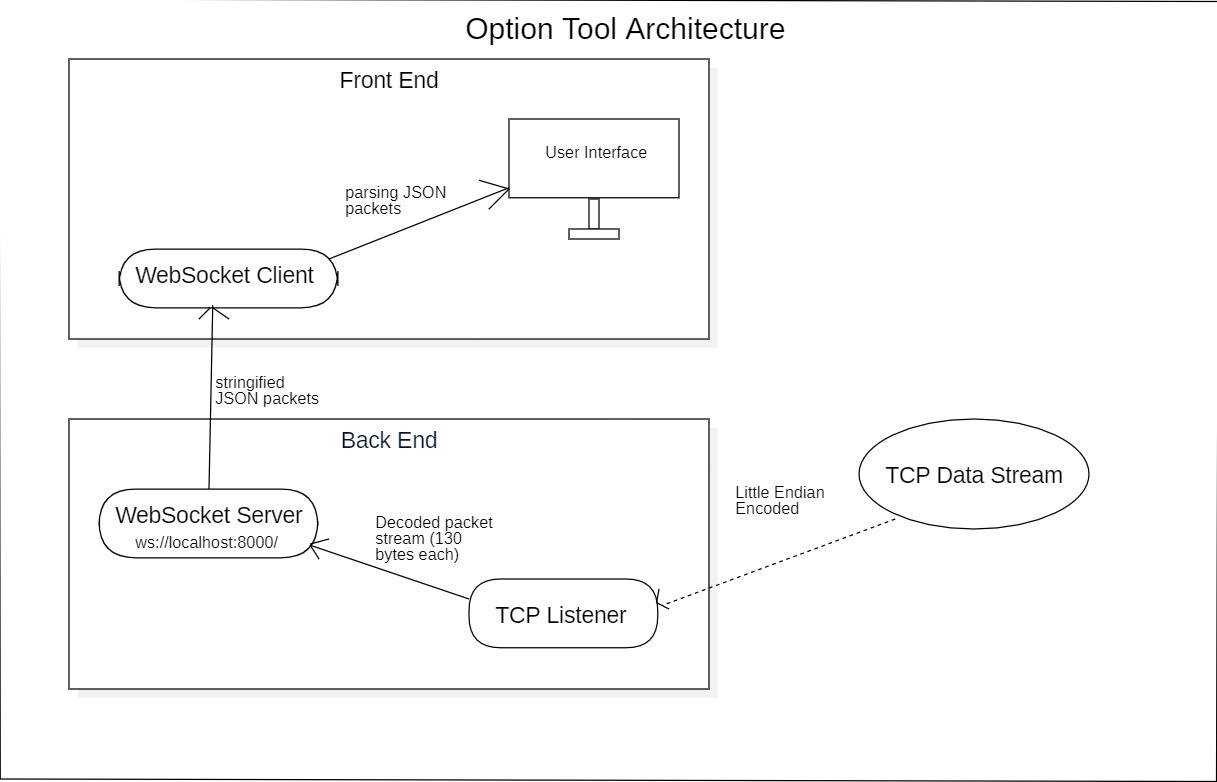 Option Tool Architecture
Front End
User Interface
parsing JSON
packets
WebSocket Client
stringified
JSON packets
Back End
TCP Data Stream
Little Endian
Encoded
WebSocket Server
ws://localhost:8000/
Decoded packet
stream (130
bytes each)
TCP Listener